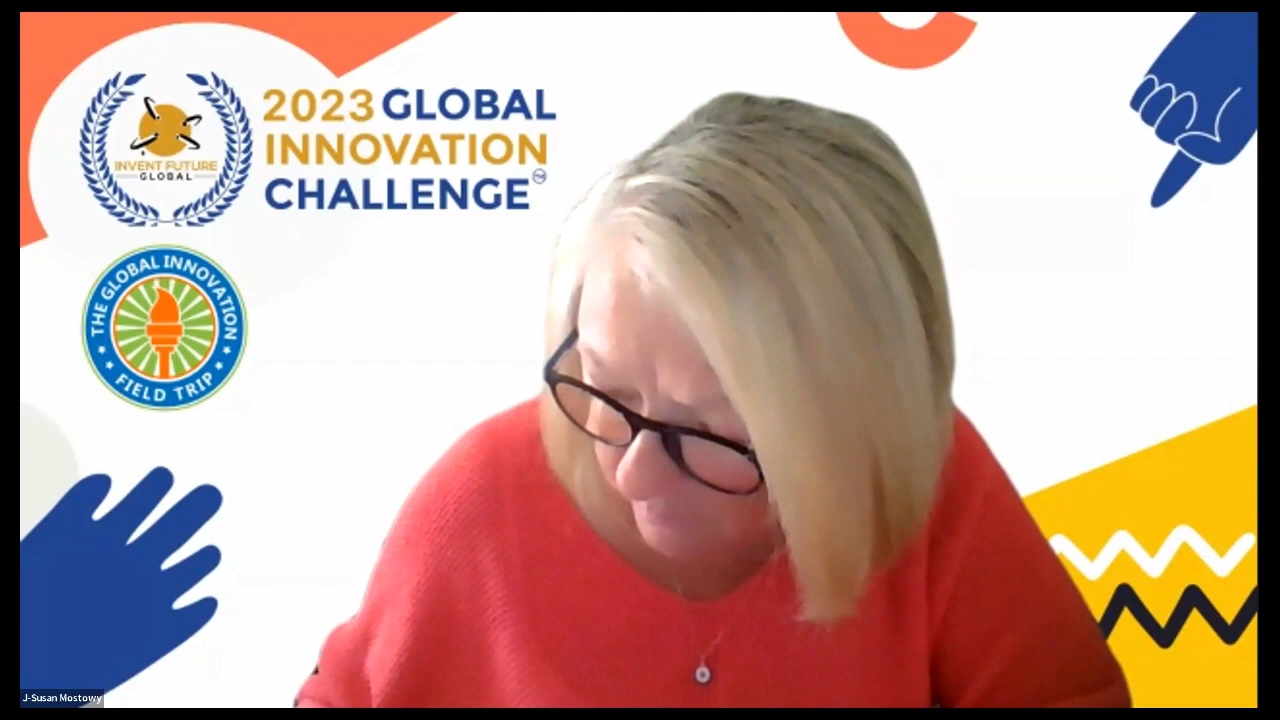 2023 GLOBAL
INNOVATION
CHALLENGE
INVENT FUTURE
GLOBAL
THE GLOBAL INNOVATION
FIELD TRIP
J-Susan Mostowy